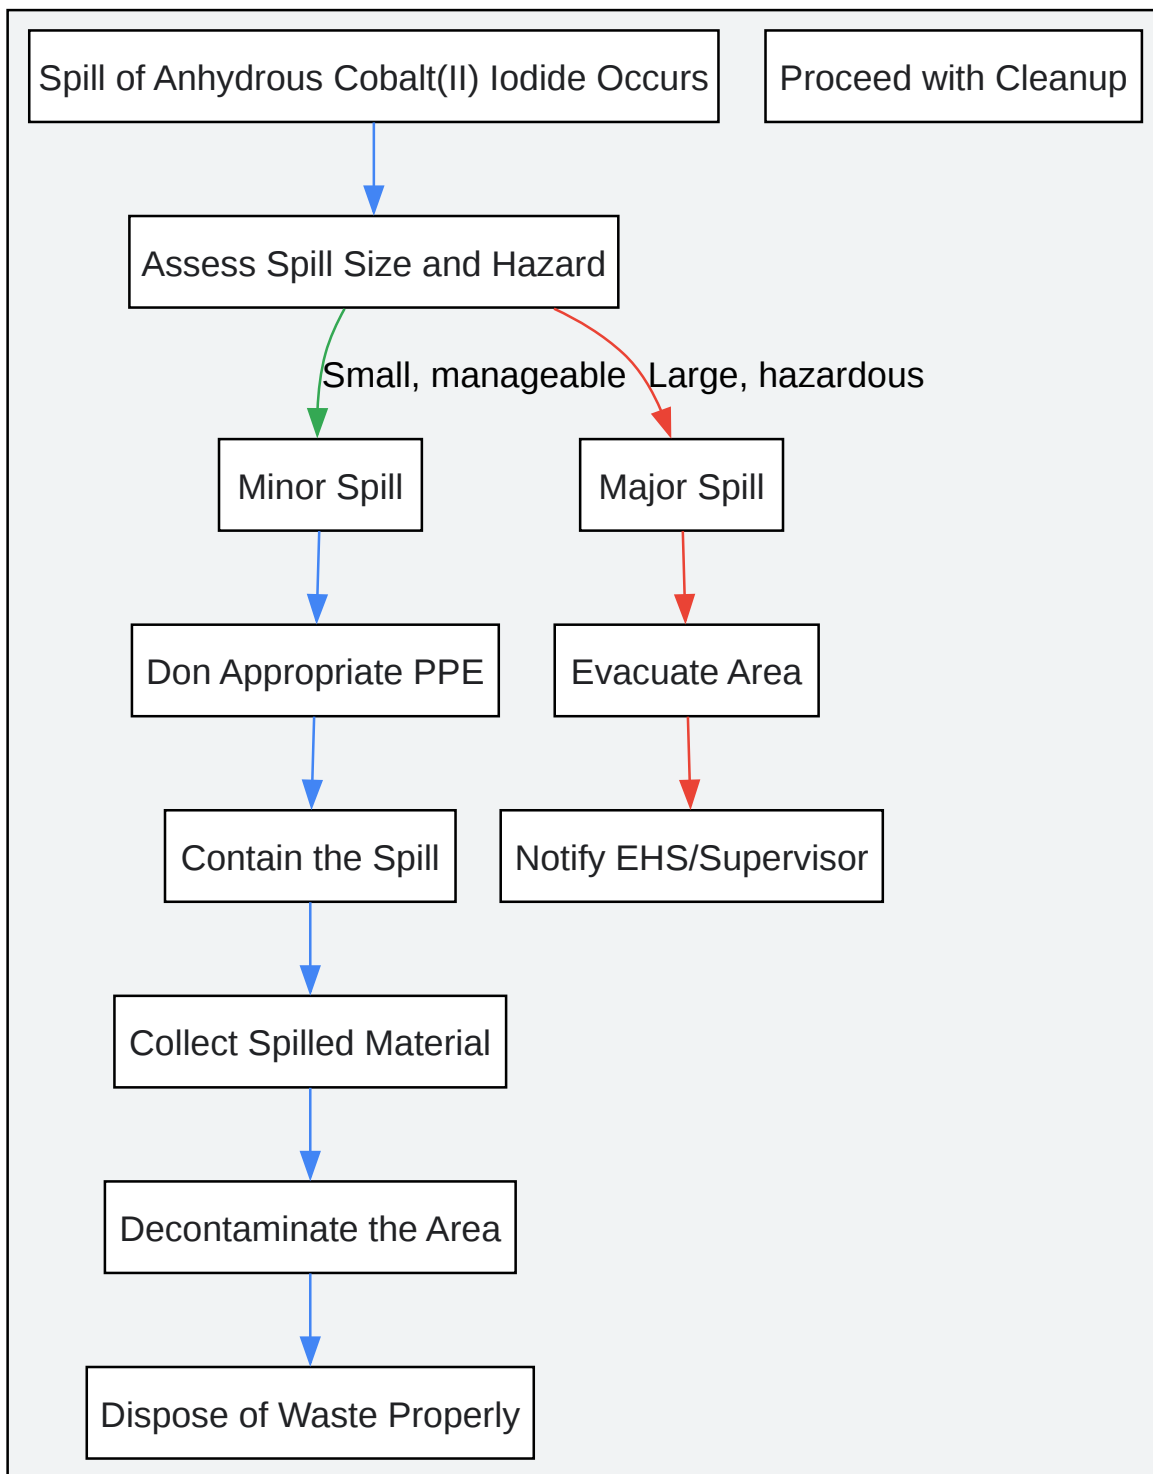 Spill of Anhydrous Cobalt(II) Iodide Occurs
Proceed with Cleanup
Assess Spill Size and Hazard
Small, manageable
Large, hazardous
Minor Spill
Major Spill
Don Appropriate PPE
Evacuate Area
Contain the Spill
Notify EHS/Supervisor
Collect Spilled Material
Decontaminate the Area
Dispose of Waste Properly